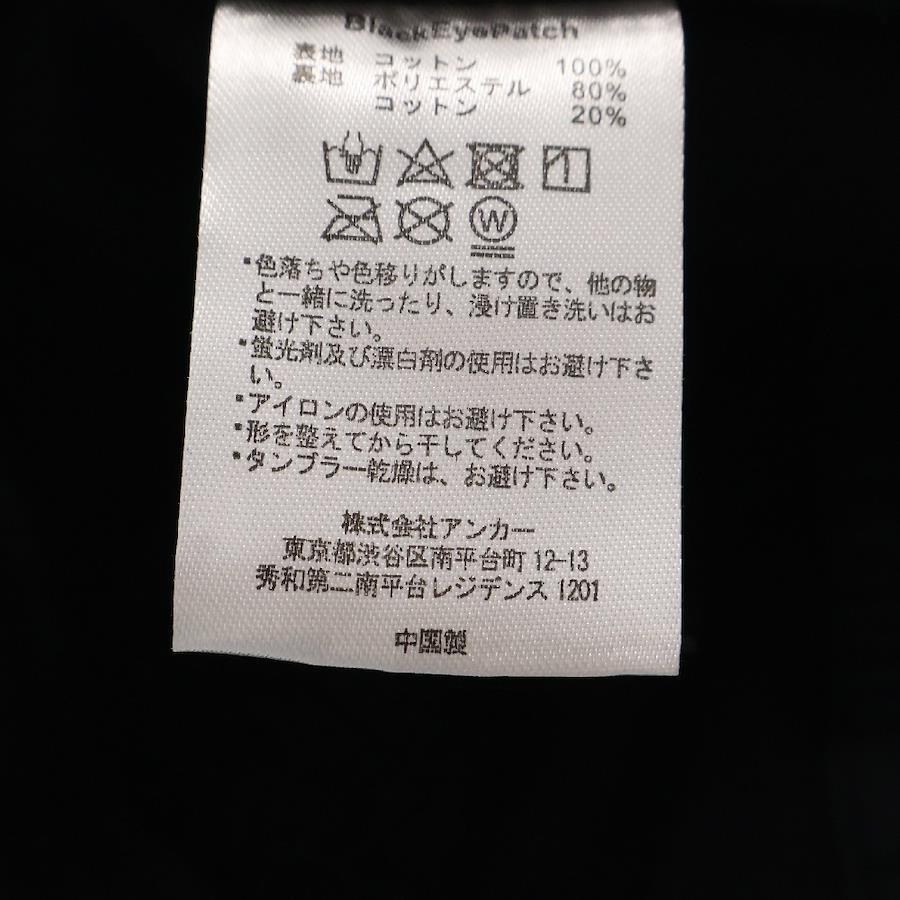 BlackEyePatch
表地 コットン 100%
裏地 ポリエステル 80%
コットン 20%
W
・色落ちや色移りがしますので、他の物
と一緒に洗ったり、浸け置き洗いはお
避け下さい。
・蛍光剤及び漂白剤の使用はお避け下さ
い。
・アイロンの使用はお避け下さい。
・形を整えてから干してください。
・タンブラー乾燥は、お避け下さい。
株式会社アンカー
東京都渋谷区南平台町 12-13
秀和第二南平台レジデンス 1201
中国製